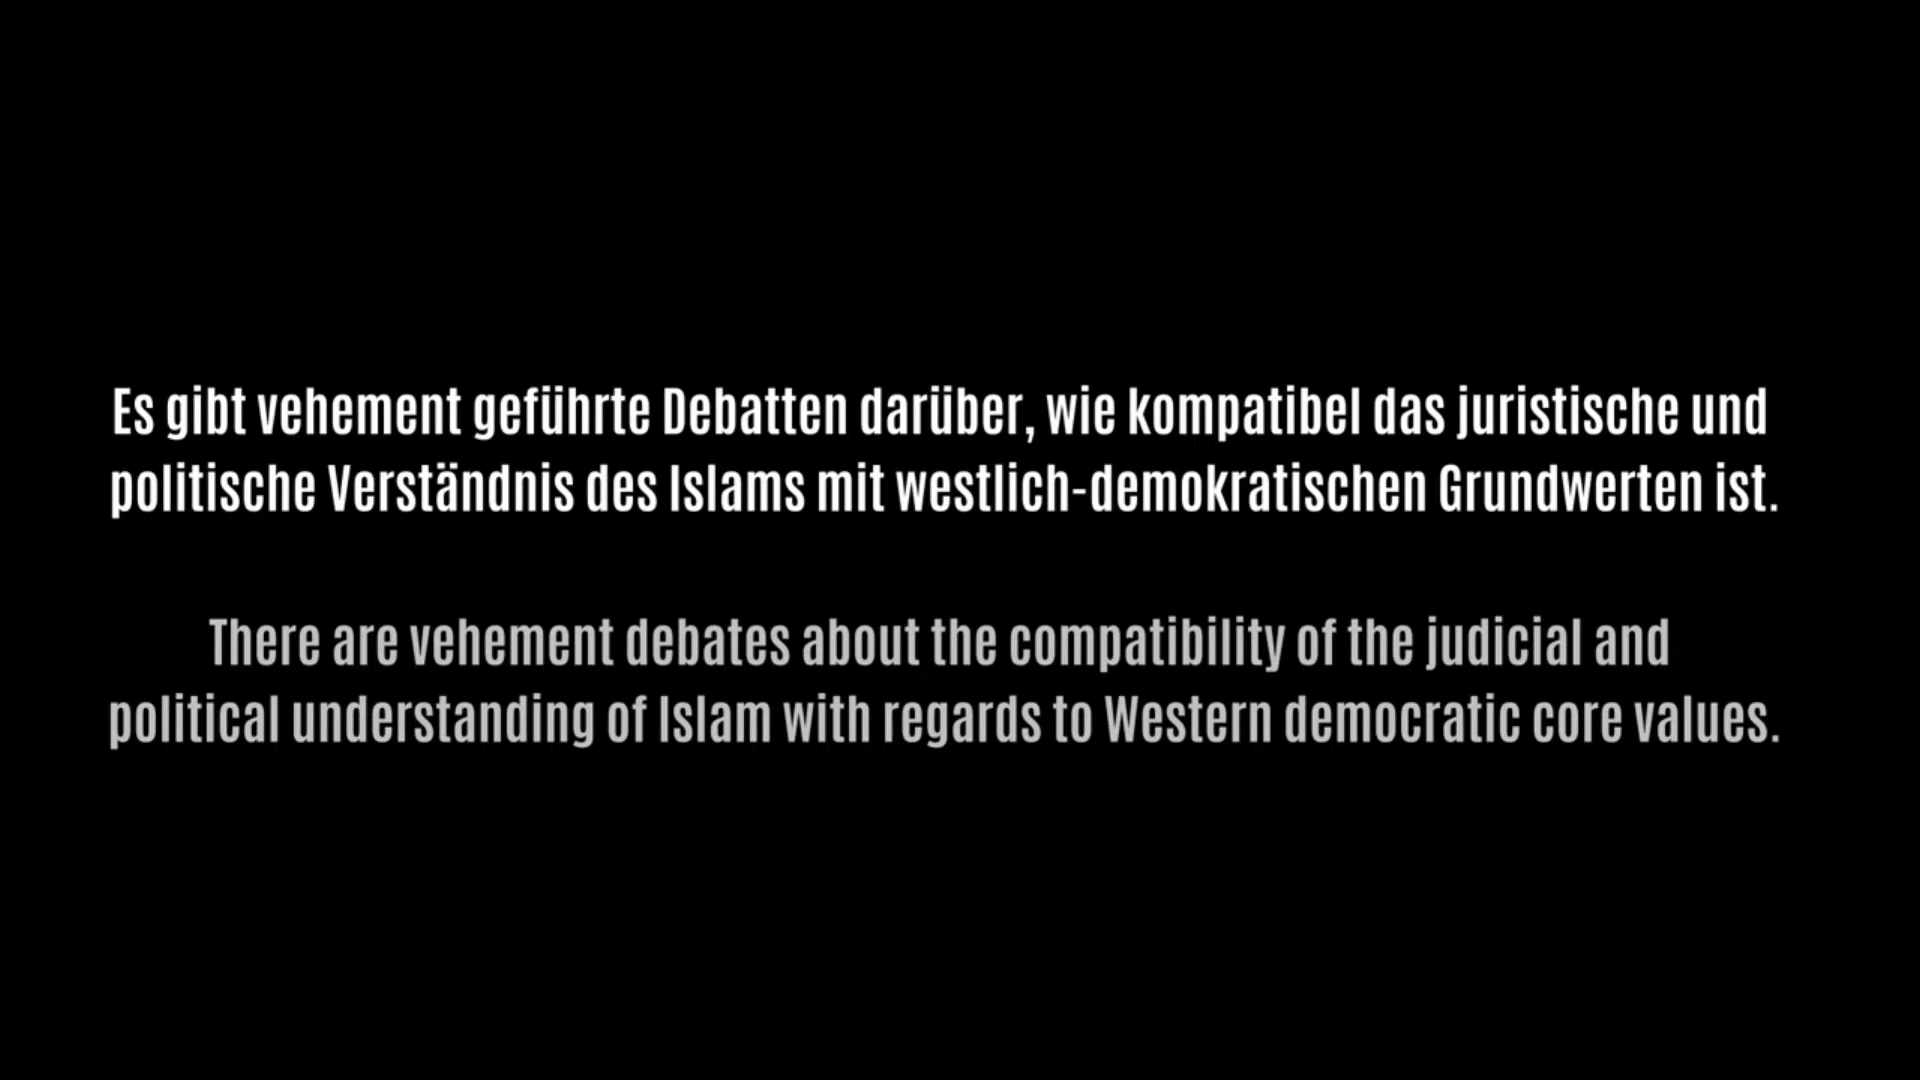 Es gibt vehement geführte Debatten darüber, wie kompatibel das juristische und
politische Verständnis des Islams mit westlich-demokratischen Grundwerten ist.
There are vehement debates about the compatibility of the judicial and
political understanding of Islam with regards to Western democratic core values.